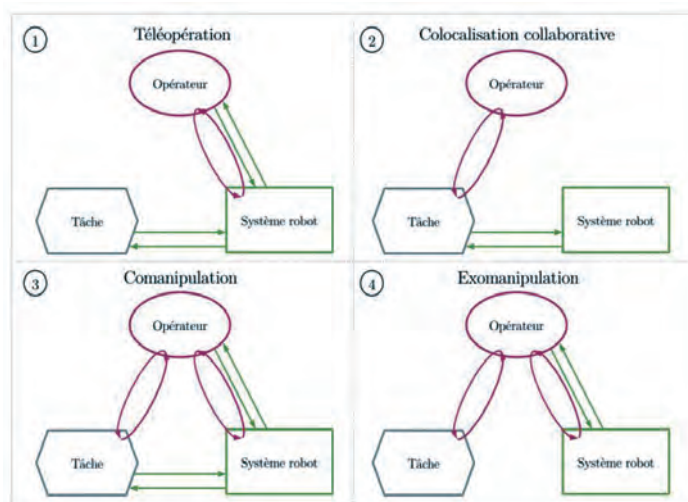 1 Téléopération
Opérateur
Tâche
Système robot
2 Colocalisation collaborative
Opérateur
Tâche
Système robot
3 Comanipulation
Opérateur
Tâche
Système robot
4 Exomanipulation
Opérateur
Tâche
Système robot